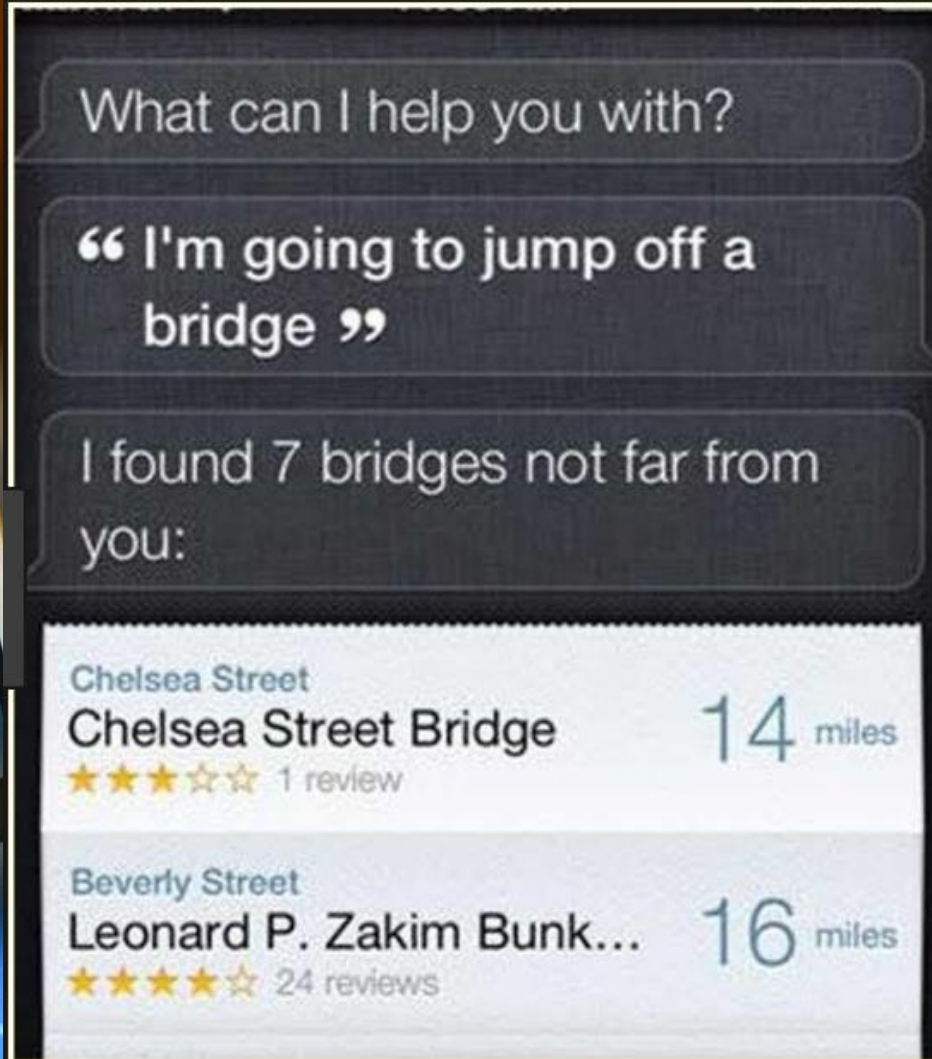 What can I help you with?
“ I'm going to jump off a
bridge ”
I found 7 bridges not far from
you:
Chelsea Street
Chelsea Street Bridge
14 miles
★★★☆☆ 1 review
Beverly Street
Leonard P. Zakim Bunk...
16 miles
★★★★☆ 24 reviews